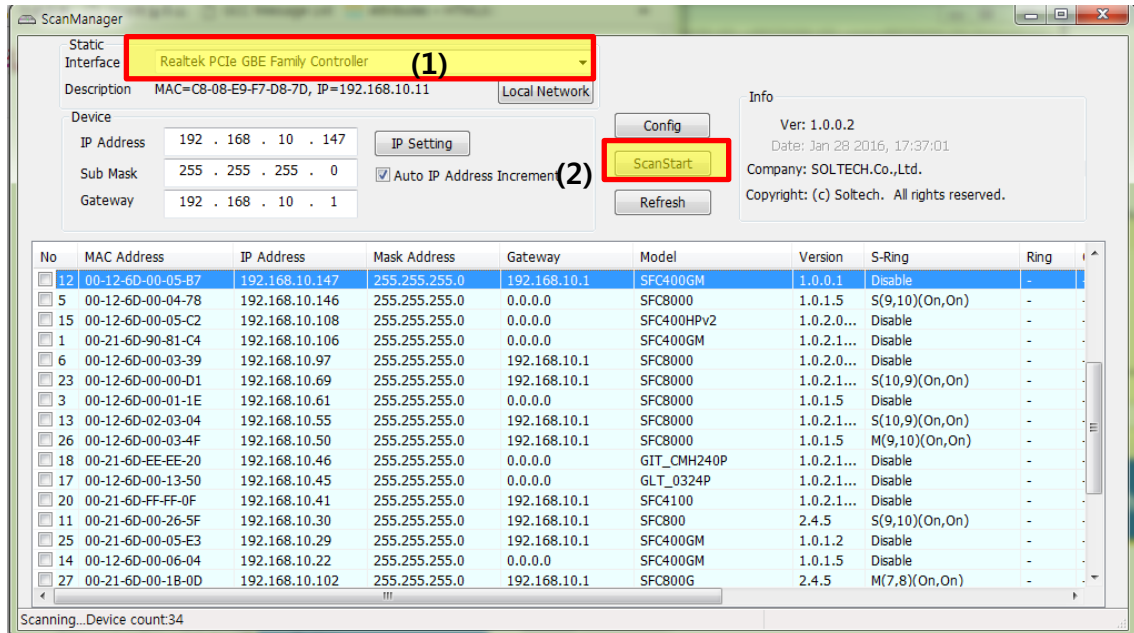 ScanManager
Static
Interface Realtek PCIe GBE Family Controller (1)
Description MAC=C8-08-E9-F7-D8-7D, IP=192.168.10.11 Local Network
Device
IP Address 192 . 168 . 10 . 147 IP Setting
Sub Mask 255 . 255 . 255 . 0 Auto IP Address Increment (2)
Gateway 192 . 168 . 10 . 1
Config
ScanStart
Refresh
Info
Ver: 1.0.0.2
Date: Jan 28 2016, 17:37:01
Company: SOLTECH.Co.,Ltd.
Copyright: (c) Soltech. All rights reserved.
No MAC Address IP Address Mask Address Gateway Model Version S-Ring Ring
12 00-12-6D-00-05-B7 192.168.10.147 255.255.255.0 192.168.10.1 SFC400GM 1.0.0.1 Disable -
5 00-12-6D-00-04-78 192.168.10.146 255.255.255.0 0.0.0.0 SFC8000 1.0.1.5 S(9,10)(On,On) -
15 00-12-6D-00-05-C2 192.168.10.108 255.255.255.0 0.0.0.0 SFC400HPv2 1.0.2.0... Disable -
1 00-21-6D-90-81-C4 192.168.10.106 255.255.255.0 0.0.0.0 SFC400GM 1.0.2.1... Disable -
6 00-12-6D-00-03-39 192.168.10.97 255.255.255.0 192.168.10.1 SFC8000 1.0.2.0... Disable -
23 00-12-6D-00-00-D1 192.168.10.69 255.255.255.0 192.168.10.1 SFC8000 1.0.2.1... S(10,9)(On,On) -
3 00-12-6D-00-01-1E 192.168.10.61 255.255.255.0 0.0.0.0 SFC8000 1.0.1.5 Disable -
13 00-12-6D-02-03-04 192.168.10.55 255.255.255.0 192.168.10.1 SFC8000 1.0.2.1... S(10,9)(On,On) -
26 00-12-6D-00-03-4F 192.168.10.50 255.255.255.0 192.168.10.1 SFC8000 1.0.1.5 M(9,10)(On,On) -
18 00-21-6D-EE-EE-20 192.168.10.46 255.255.255.0 0.0.0.0 GIT_CMH240P 1.0.2.1... Disable -
17 00-12-6D-00-13-50 192.168.10.45 255.255.255.0 0.0.0.0 GLT_0324P 1.0.2.1... Disable -
20 00-21-6D-FF-FF-0F 192.168.10.41 255.255.255.0 192.168.10.1 SFC4100 1.0.2.1... Disable -
11 00-21-6D-00-26-5F 192.168.10.30 255.255.255.0 192.168.10.1 SFC800 2.4.5 S(9,10)(On,On) -
25 00-21-6D-00-05-E3 192.168.10.29 255.255.255.0 192.168.10.1 SFC400GM 1.0.1.2 Disable -
14 00-12-6D-00-06-04 192.168.10.22 255.255.255.0 0.0.0.0 SFC400GM 1.0.1.5 Disable -
27 00-21-6D-00-1B-0D 192.168.10.102 255.255.255.0 192.168.10.1 SFC800G 2.4.5 M(7,8)(On,On) -
Scanning...Device count:34